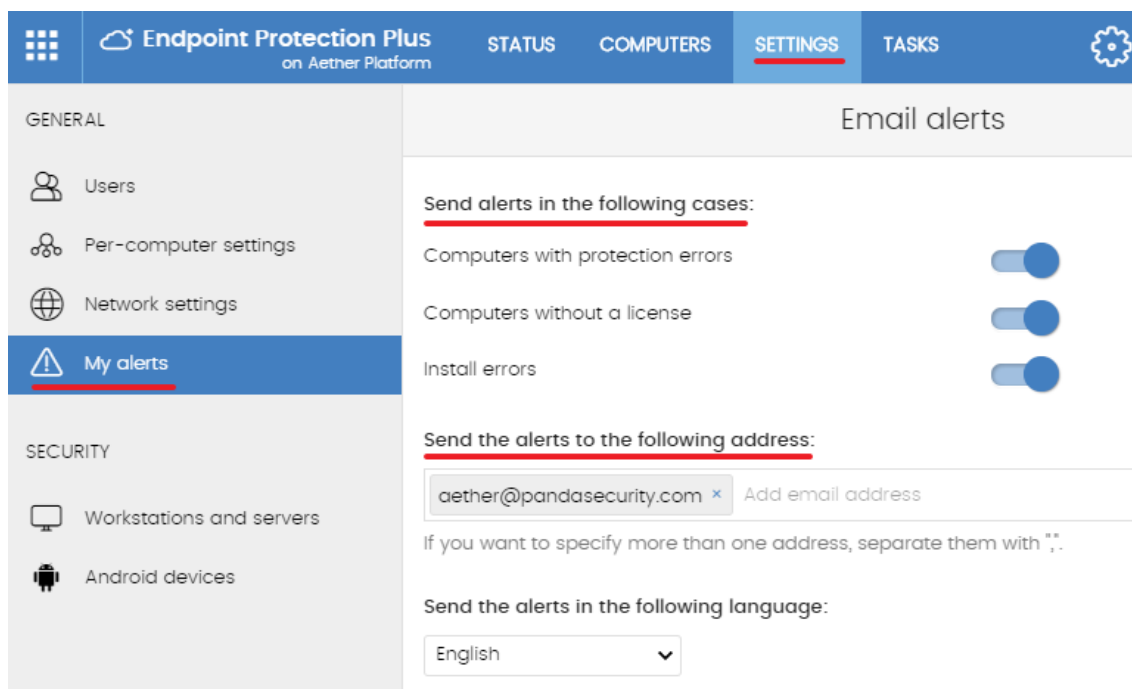 Endpoint Protection Plus
on Aether Platform
STATUS
COMPUTERS
SETTINGS
TASKS
GENERAL
Users
Per-computer settings
Network settings
My alerts
SECURITY
Workstations and servers
Android devices
Email alerts
Send alerts in the following cases:
Computers with protection errors
Computers without a license
Install errors
Send the alerts to the following address:
aether@pandasecurity.com × Add email address
If you want to specify more than one address, separate them with ",".
Send the alerts in the following language:
English